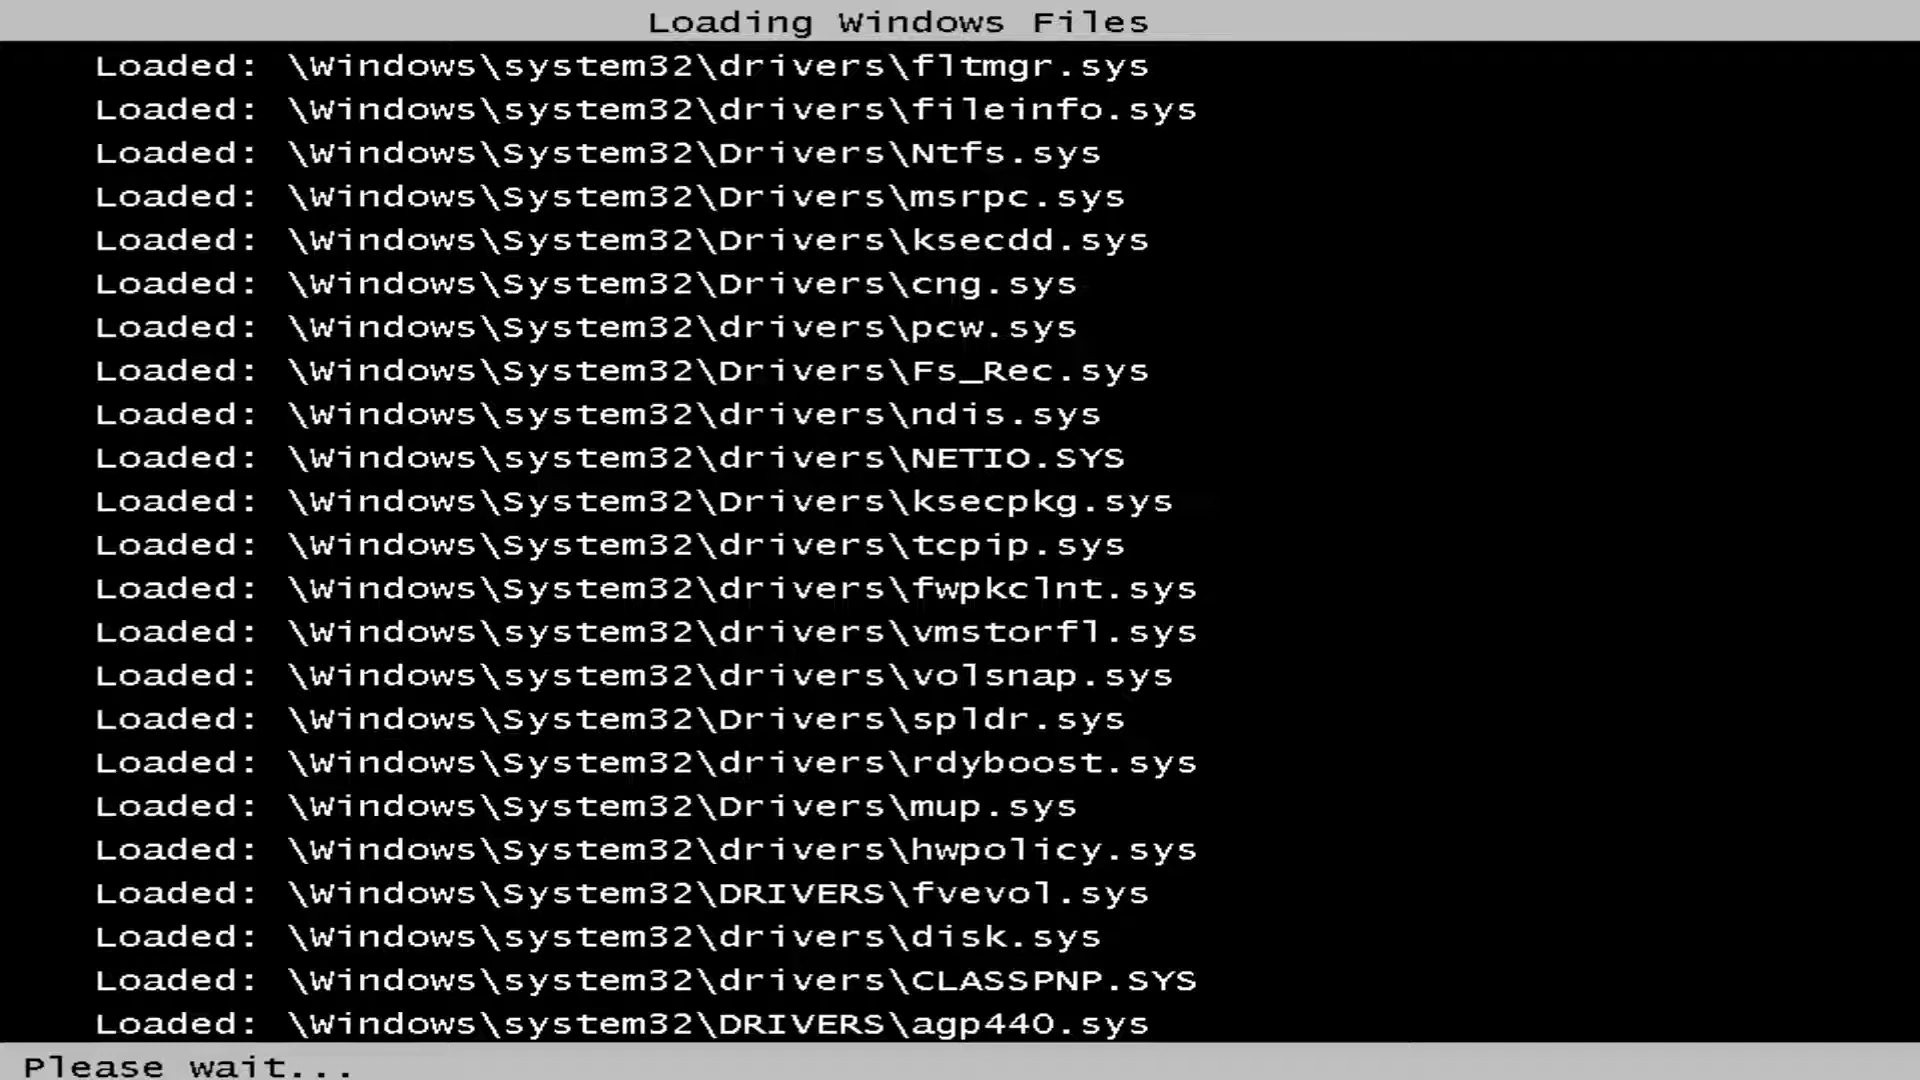 Loading Windows Files
Loaded: \Windows\system32\drivers\fltmgr.sys
Loaded: \Windows\system32\drivers\fileinfo.sys
Loaded: \Windows\System32\Drivers\Ntfs.sys
Loaded: \Windows\System32\Drivers\msrpc.sys
Loaded: \Windows\System32\Drivers\ksecdd.sys
Loaded: \Windows\System32\Drivers\cng.sys
Loaded: \Windows\System32\drivers\pcw.sys
Loaded: \Windows\System32\Drivers\Fs_Rec.sys
Loaded: \Windows\system32\drivers\ndis.sys
Loaded: \Windows\system32\drivers\NETIO.SYS
Loaded: \Windows\System32\Drivers\ksecpkg.sys
Loaded: \Windows\System32\drivers\tcpip.sys
Loaded: \Windows\System32\drivers\fwpkclnt.sys
Loaded: \Windows\system32\drivers\vmstorfl.sys
Loaded: \Windows\system32\drivers\volsnap.sys
Loaded: \Windows\System32\Drivers\spldr.sys
Loaded: \Windows\System32\drivers\rdyboost.sys
Loaded: \Windows\System32\Drivers\mup.sys
Loaded: \Windows\System32\drivers\hwpolicy.sys
Loaded: \Windows\System32\DRIVERS\fvevol.sys
Loaded: \Windows\system32\drivers\disk.sys
Loaded: \Windows\system32\drivers\CLASSPNP.SYS
Loaded: \Windows\system32\DRIVERS\agp440.sys
Please wait...